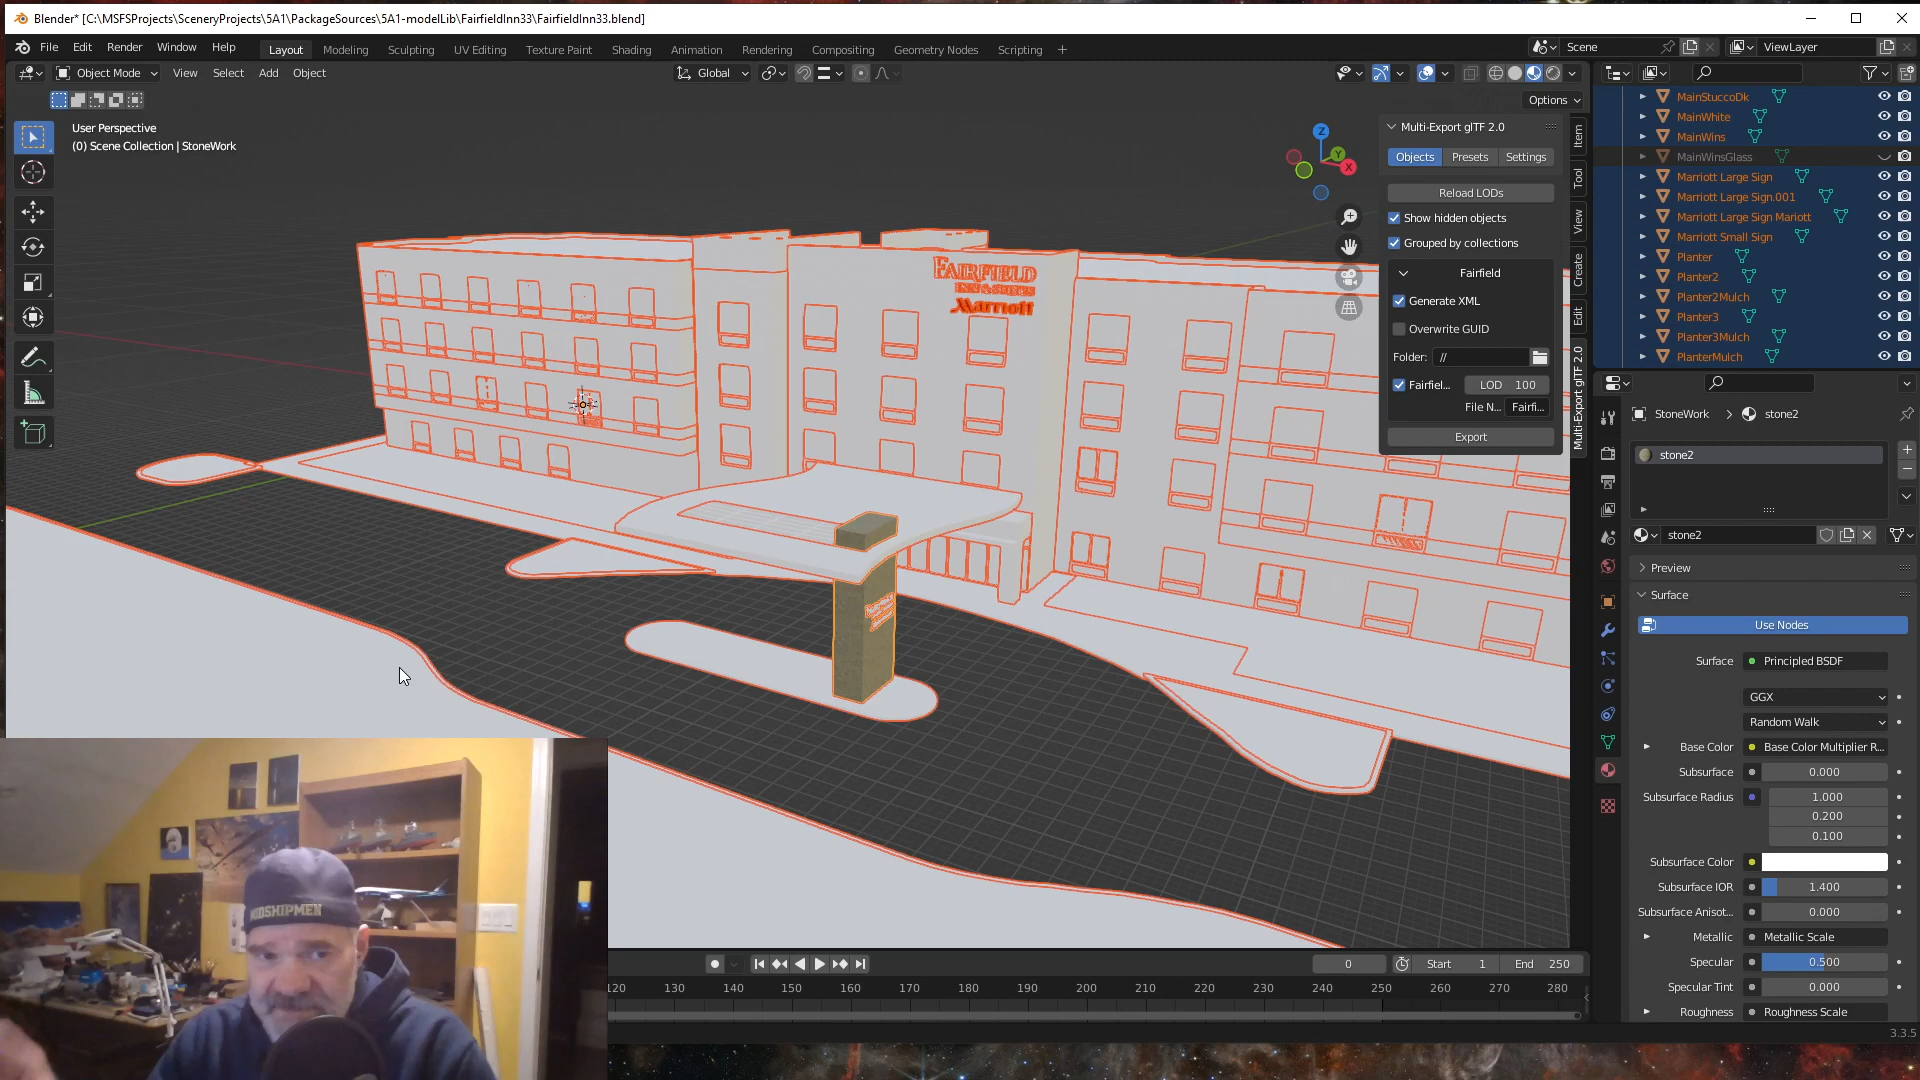 Blender* [C:\MSFSProjects\SceneryProjects\5A1\PackageSources\5A1-modelLib\FairfieldInn33\FairfieldInn33.blend]
File Edit Render Window Help Layout Modeling Sculpting UV Editing Texture Paint Shading Animation Rendering Compositing Geometry Nodes Scripting + Scene ViewLayer
Object Mode View Select Add Object Global
Options
User Perspective
(0) Scene Collection | StoneWork
Z
Y
X
FAIRFIELD
INN & SUITES
Marriott
Multi-Export glTF 2.0
Objects Presets Settings
Reload LODs
Show hidden objects
Grouped by collections
Fairfield
Generate XML
Overwrite GUID
Folder: //
Fairfiel... LOD 100
File N... Fairfi...
Export
Item
Tool
View
Create
Edit
Multi-Export glTF 2.0
MainStuccoDk
MainWhite
MainWins
MainWinsGlass
Marriott Large Sign
Marriott Large Sign.001
Marriott Large Sign Mariott
Marriott Small Sign
Planter
Planter2
Planter2Mulch
Planter3
Planter3Mulch
PlanterMulch
StoneWork > stone2
stone2
stone2
Preview
Surface
Use Nodes
Surface Principled BSDF
GGX
Random Walk
Base Color Base Color Multiplier R...
Subsurface 0.000
Subsurface Radius 1.000
0.200
0.100
Subsurface Color
Subsurface IOR 1.400
Subsurface Anisot... 0.000
Metallic Metallic Scale
Specular 0.500
Specular Tint 0.000
Roughness Roughness Scale
3.3.5
0 Start 1 End 250
120 130 140 150 160 170 180 190 200 210 220 230 240 250 260 270 280
MIDSHIPMEN